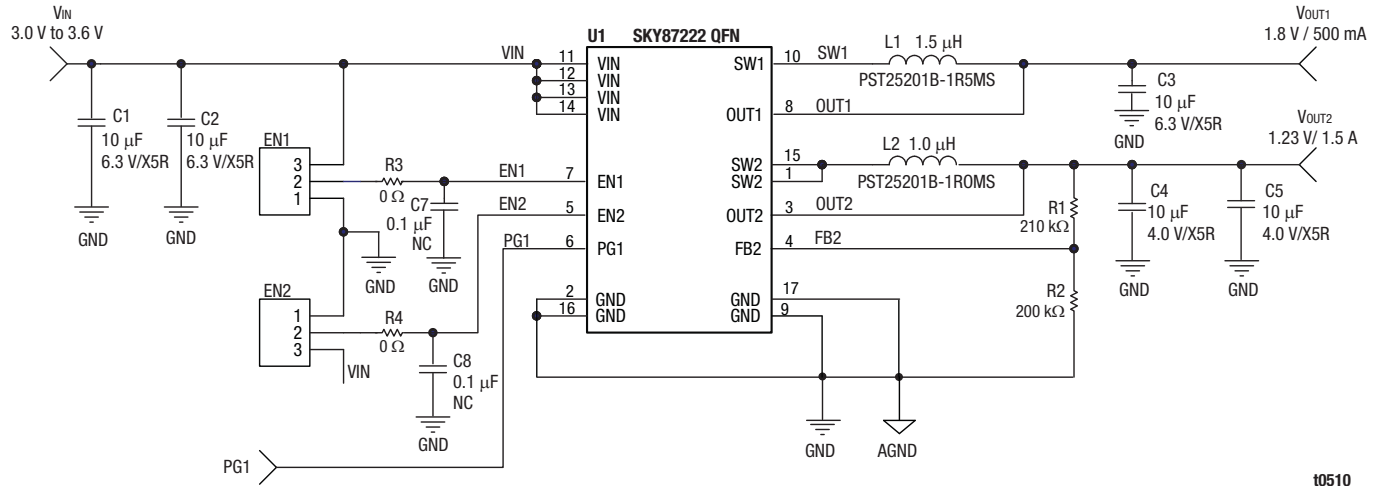 VIN
3.0 V to 3.6 V
C1
10 μF
6.3 V/X5R
GND
C2
10 μF
6.3 V/X5R
GND
EN1
3
2
1
R3
0 Ω
C7
0.1 μF
NC
GND
GND
EN2
1
2
3
VIN
R4
0 Ω
C8
0.1 μF
NC
GND
PG1
VIN
EN1
EN2
PG1
U1 SKY87222 QFN
11 VIN
12 VIN
13 VIN
14 VIN
7 EN1
5 EN2
6 PG1
2 GND
16 GND
SW1 10 SW1
OUT1 8 OUT1
SW2 15
SW2 1
OUT2 3 OUT2
FB2 4 FB2
GND 17
GND 9
L1 1.5 μH
PST25201B-1R5MS
L2 1.0 μH
PST25201B-1ROMS
C3
10 μF
6.3 V/X5R
GND
VOUT1
1.8 V / 500 mA
VOUT2
1.23 V/ 1.5 A
R1
210 kΩ
R2
200 kΩ
C4
10 μF
4.0 V/X5R
GND
C5
10 μF
4.0 V/X5R
GND
GND
AGND
t0510